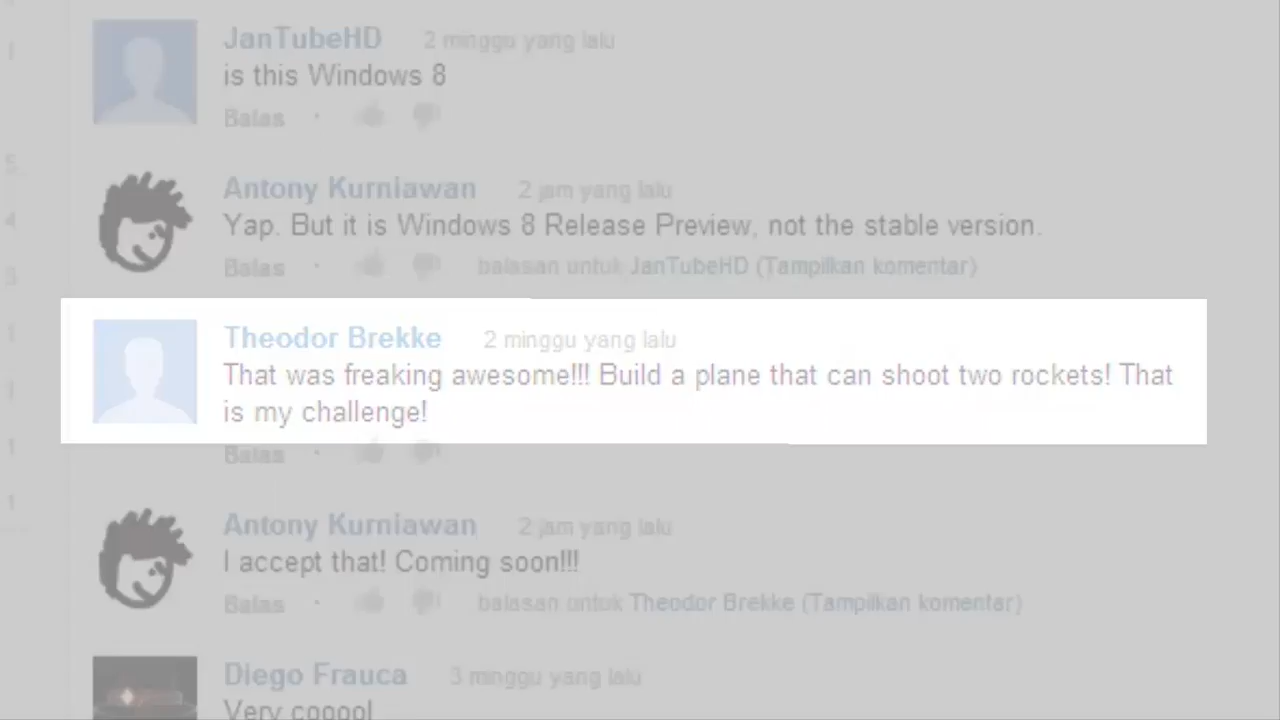 JanTubeHD 2 minggu yang lalu
is this Windows 8
Balas ·
Antony Kurniawan 2 jam yang lalu
Yap. But it is Windows 8 Release Preview, not the stable version.
Balas · balasan untuk JanTubeHD (Tampilkan komentar)
Theodor Brekke 2 minggu yang lalu
That was freaking awesome!!! Build a plane that can shoot two rockets! That
is my challenge!
Balas ·
Antony Kurniawan 2 jam yang lalu
I accept that! Coming soon!!!
Balas · balasan untuk Theodor Brekke (Tampilkan komentar)
Diego Frauca 3 minggu yang lalu
Very cooool